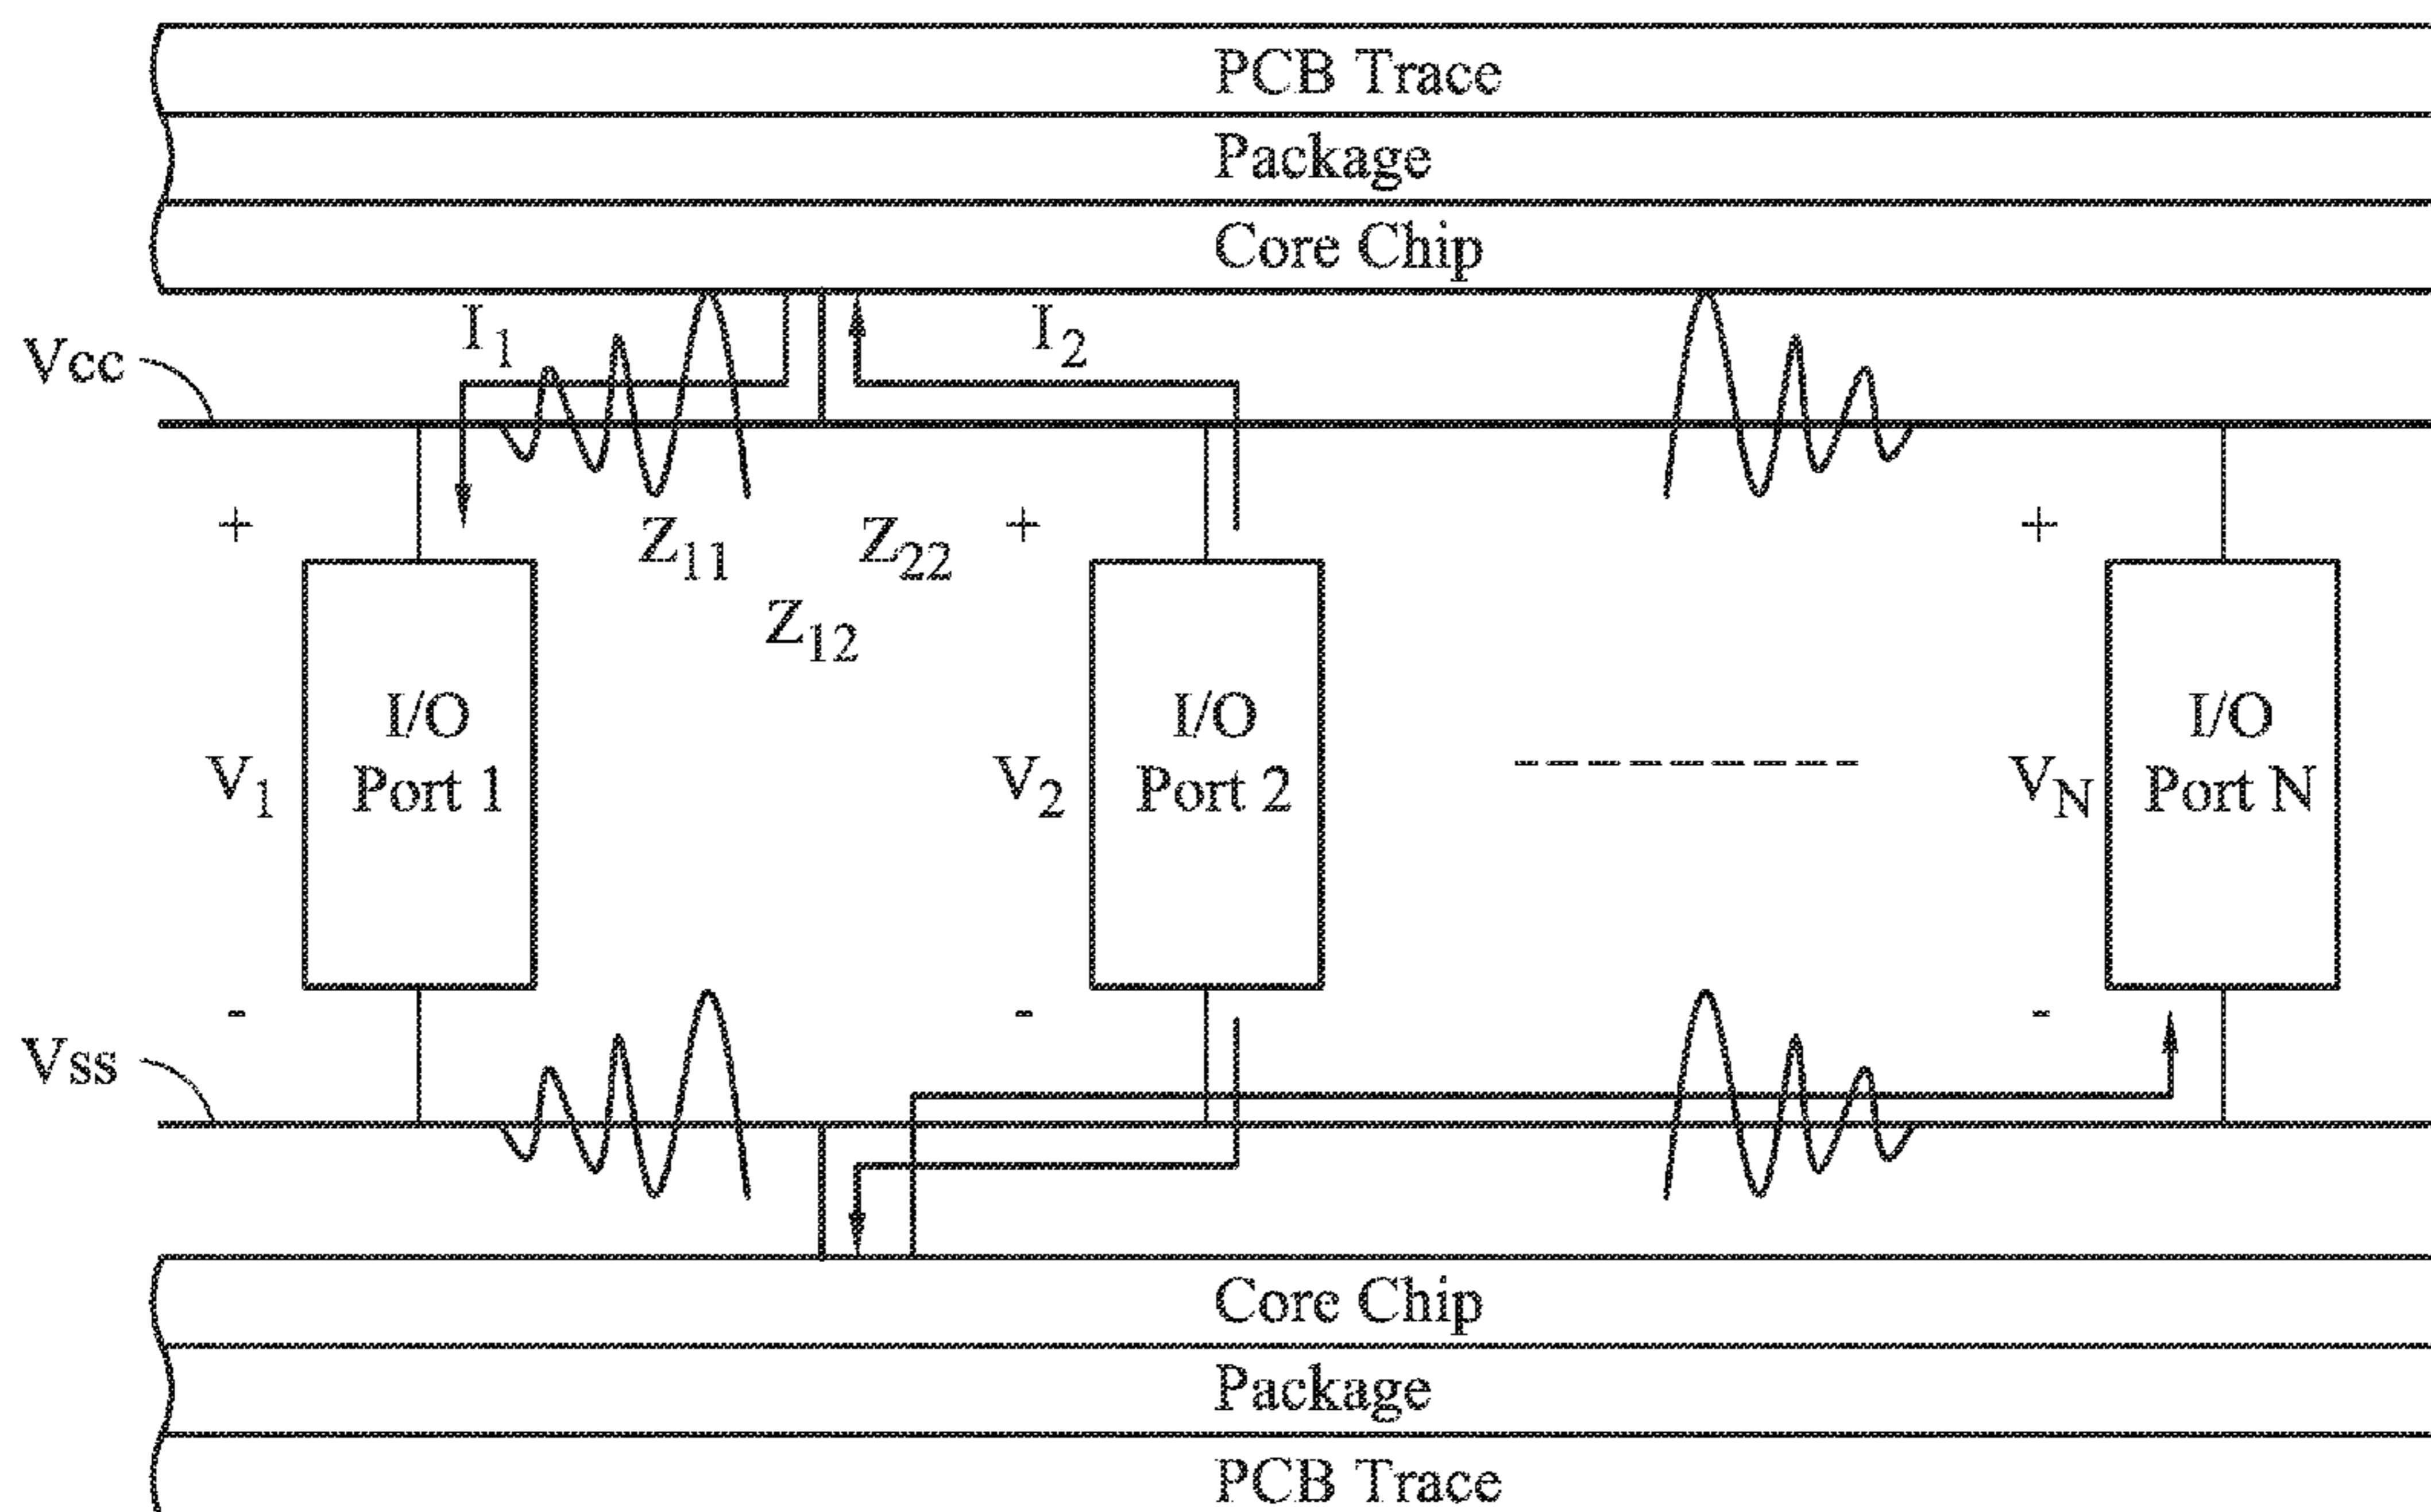 PCB Trace
Package
Core Chip
I1
I2
Vcc
+
+
+
Z11
Z22
Z12
I/O
Port 1
V1
I/O
Port 2
V2
I/O
Port N
VN
-
-
-
Vss
Core Chip
Package
PCB Trace